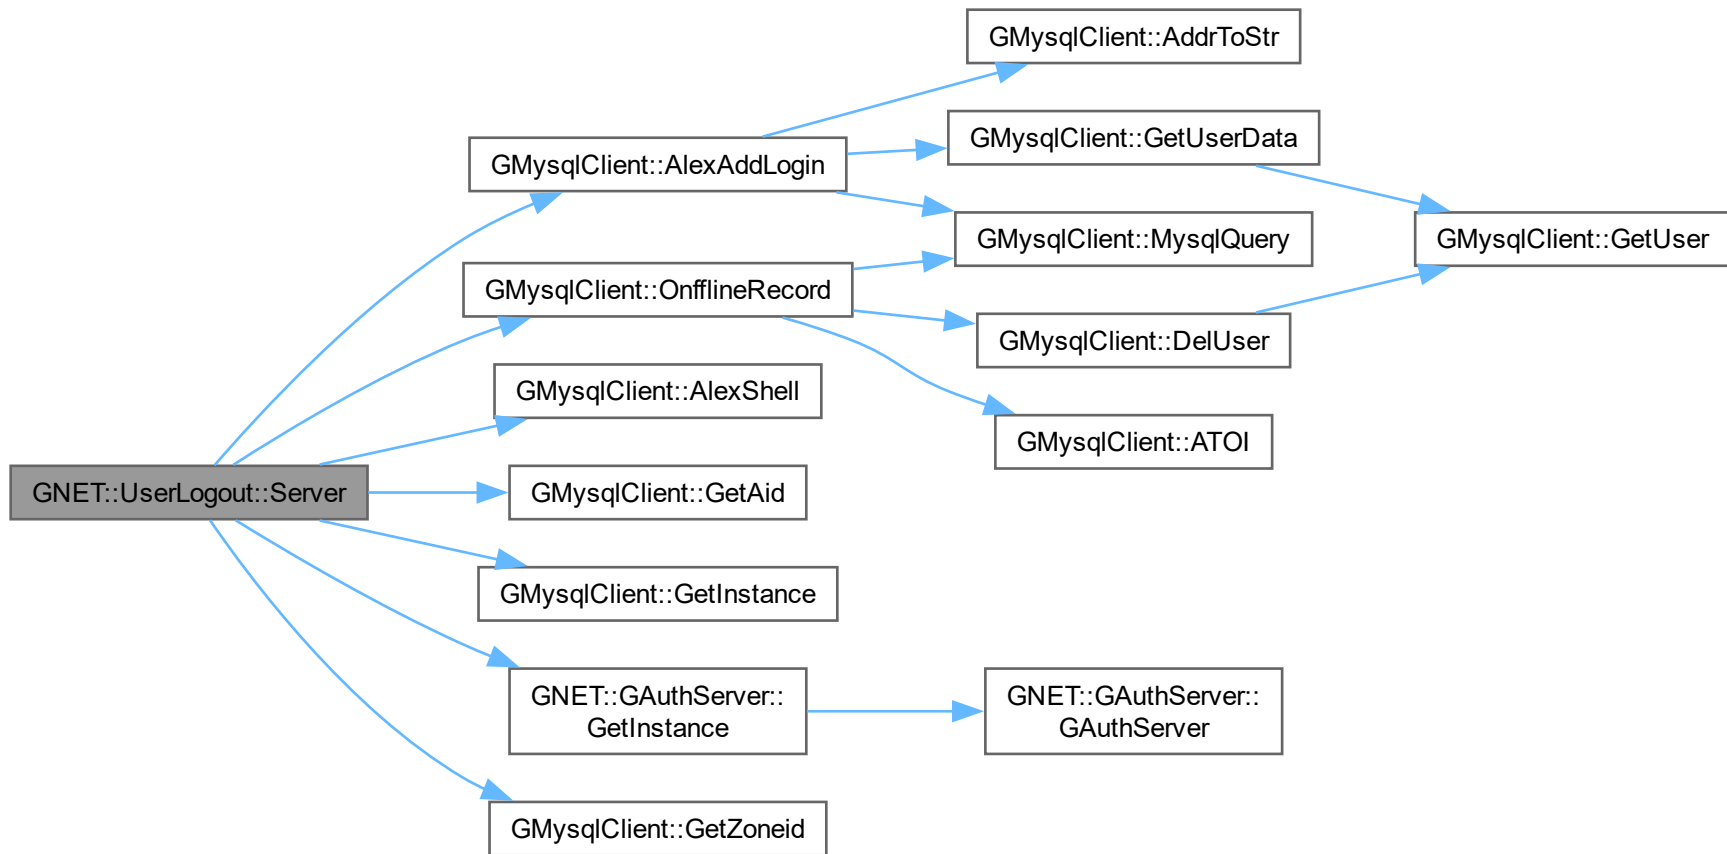 GMysqlClient::AddrToStr
GMysqlClient::GetUserData
GMysqlClient::AlexAddLogin
GMysqlClient::MysqlQuery
GMysqlClient::GetUser
GMysqlClient::OnfflineRecord
GMysqlClient::DelUser
GMysqlClient::AlexShell
GMysqlClient::ATOI
GNET::UserLogout::Server
GMysqlClient::GetAid
GMysqlClient::GetInstance
GNET::GAuthServer::
GetInstance
GNET::GAuthServer::
GAuthServer
GMysqlClient::GetZoneid